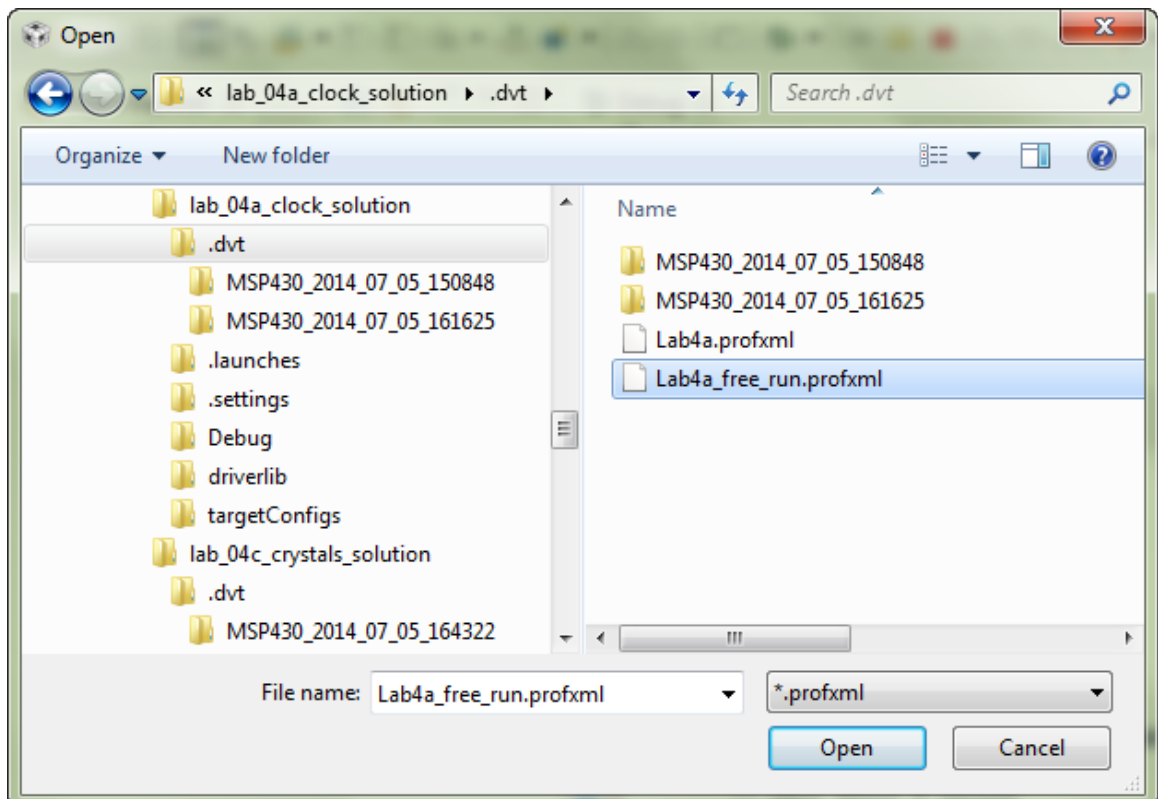 Open
« lab_04a_clock_solution ▸ .dvt ▸
Search .dvt
Organize
New folder
lab_04a_clock_solution
.dvt
MSP430_2014_07_05_150848
MSP430_2014_07_05_161625
.launches
.settings
Debug
driverlib
targetConfigs
lab_04c_crystals_solution
.dvt
MSP430_2014_07_05_164322
Name
MSP430_2014_07_05_150848
MSP430_2014_07_05_161625
Lab4a.profxml
Lab4a_free_run.profxml
File name: Lab4a_free_run.profxml
*.profxml
Open
Cancel